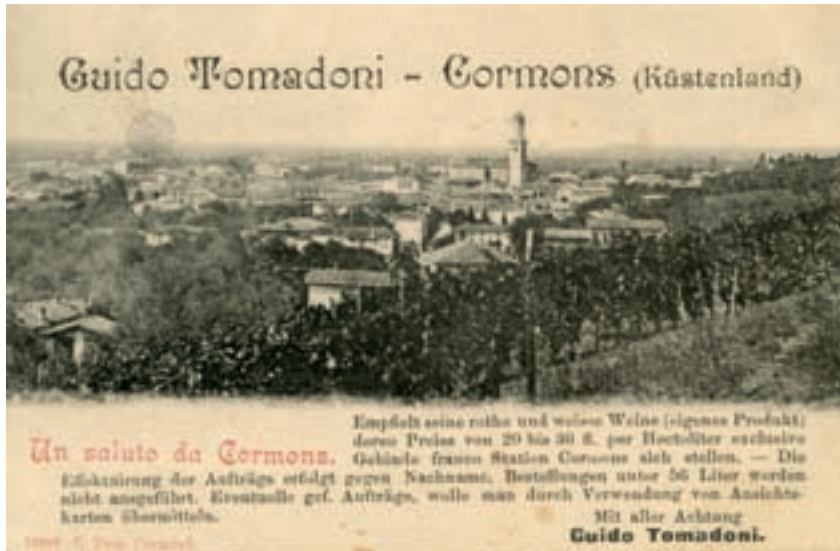 Guido Tomadoni - Cormons (Küstenland)
Empfielt seine rothe und weisse Weine (eigenes Produkt)
deren Preise von 20 bis 30 fl. per Hectoliter exclusive
Un saluto da Cormons. Gebinde franco Station Cormons sich stellen. — Die
Effektuirung der Aufträge erfolgt gegen Nachname. Bestellungen unter 56 Liter werden
nicht ausgeführt. Eventuelle gef. Aufträge, wolle man durch Verwendung von Ansichts-
karten übermitteln.
Mit aller Achtung
Guido Tomadoni.